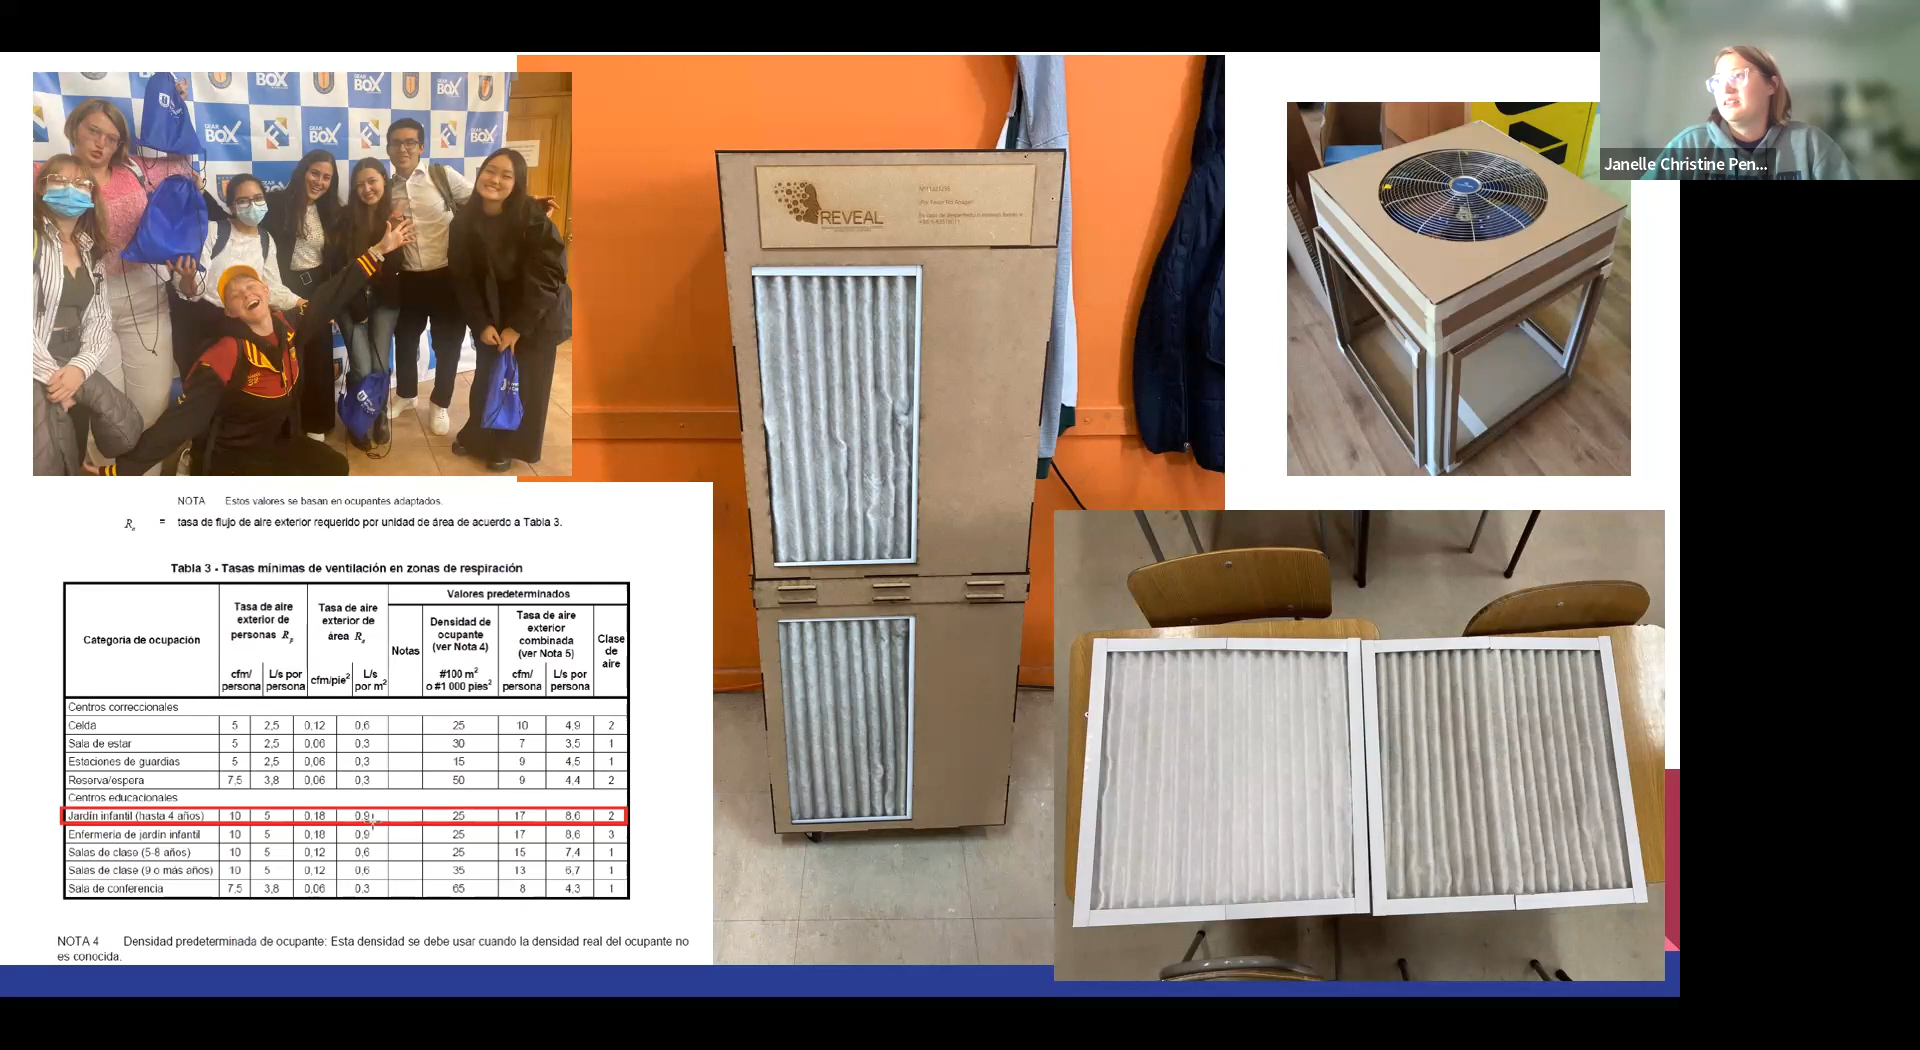 Janelle Christine Pen...
GEAR
BOX
BOX
BOX
GEAR
BOX
GEAR
BOX
BOX
REVEAL
NOTA Estos valores se basan en ocupantes adaptados.
Ra = tasa de flujo de aire exterior requerido por unidad de área de acuerdo a Tabla 3.
Tabla 3 - Tasas mínimas de ventilación en zonas de respiración
Categoría de ocupación
Tasa de aire
exterior de
personas Rp
cfm/
persona
L/s por
persona
Tasa de aire
exterior de
área Ra
cfm/pie2
L/s
por m2
Valores predeterminados
Notas
Densidad de
ocupante
(ver Nota 4)
#100 m2
o #1 000 pies2
Tasa de aire
exterior
combinada
(ver Nota 5)
cfm/
persona
L/s por
persona
Clase
de
aire
Centros correccionales
Celda 5 2,5 0,12 0,6 25 10 4,9 2
Sala de estar 5 2,5 0,06 0,3 30 7 3,5 1
Estaciones de guardias 5 2,5 0,06 0,3 15 9 4,5 1
Reserva/espera 7,5 3,8 0,06 0,3 50 9 4,4 2
Centros educacionales
Jardín infantil (hasta 4 años) 10 5 0,18 0,9 25 17 8,6 2
Enfermería de jardín infantil 10 5 0,18 0,9 25 17 8,6 3
Salas de clase (5-8 años) 10 5 0,12 0,6 25 15 7,4 1
Salas de clase (9 o más años) 10 5 0,12 0,6 35 13 6,7 1
Sala de conferencia 7,5 3,8 0,06 0,3 65 8 4,3 1
NOTA 4 Densidad predeterminada de ocupante: Esta densidad se debe usar cuando la densidad real del ocupante no
es conocida.